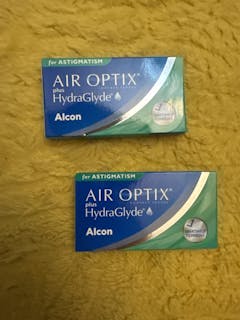 for ASTIGMATISM
AIR OPTIX®
plus
HydraGlyde®
Alcon
for ASTIGMATISM
AIR OPTIX®
plus
HydraGlyde®
Alcon